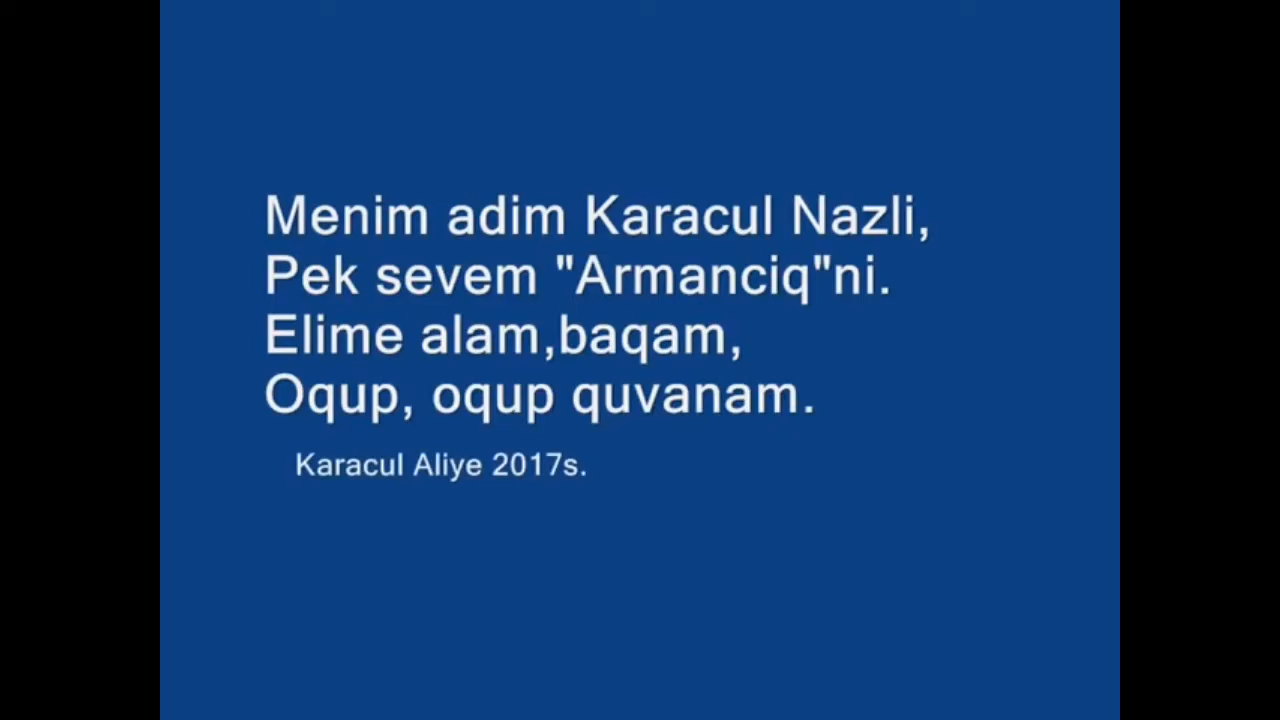 Menim adim Karacul Nazli,
Pek sevem "Armanciq"ni.
Elime alam,baqam,
Oqup, oqup quvanam.
Karacul Aliye 2017s.